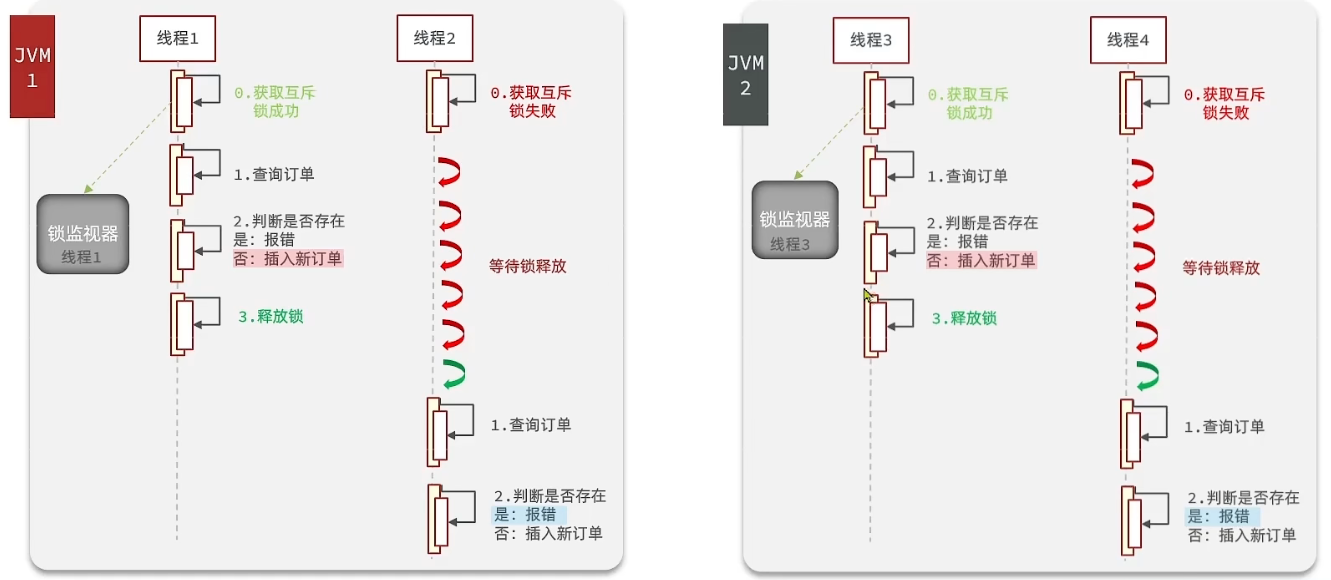 JVM
1
线程1
线程2
0.获取互斥
锁成功
0.获取互斥
锁失败
1.查询订单
锁监视器
线程1
2.判断是否存在
是: 报错
否: 插入新订单
等待锁释放
3.释放锁
1.查询订单
2.判断是否存在
是: 报错
否: 插入新订单
JVM
2
线程3
线程4
0.获取互斥
锁成功
0.获取互斥
锁失败
1.查询订单
锁监视器
线程3
2.判断是否存在
是: 报错
否: 插入新订单
等待锁释放
3.释放锁
1.查询订单
2.判断是否存在
是: 报错
否: 插入新订单